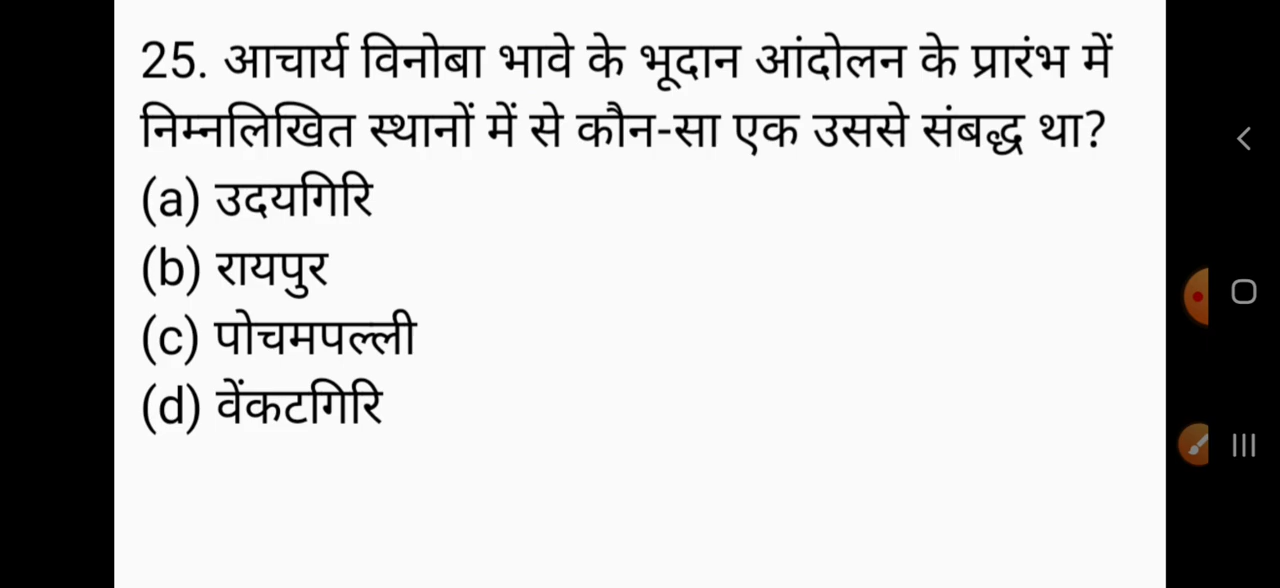 25. आचार्य विनोबा भावे के भूदान आंदोलन के प्रारंभ में
निम्नलिखित स्थानों में से कौन-सा एक उससे संबद्ध था?
(a) उदयगिरि
(b) रायपुर
(c) पोचमपल्ली
(d) वेंकटगिरि